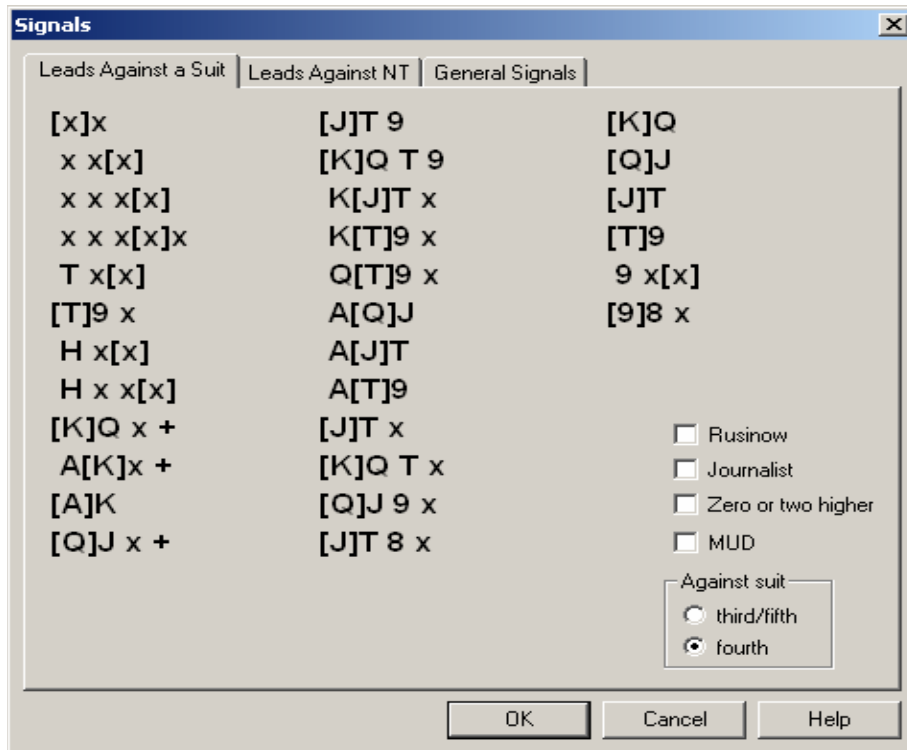 Signals
Leads Against a Suit
Leads Against NT
General Signals
[x]x
x x[x]
x x x[x]
x x x[x]x
T x[x]
[T]9 x
H x[x]
H x x[x]
[K]Q x +
A[K]x +
[A]K
[Q]J x +
[J]T 9
[K]Q T 9
K[J]T x
K[T]9 x
Q[T]9 x
A[Q]J
A[J]T
A[T]9
[J]T x
[K]Q T x
[Q]J 9 x
[J]T 8 x
[K]Q
[Q]J
[J]T
[T]9
9 x[x]
[9]8 x
Rusinow
Journalist
Zero or two higher
MUD
Against suit
third/fifth
fourth
OK
Cancel
Help